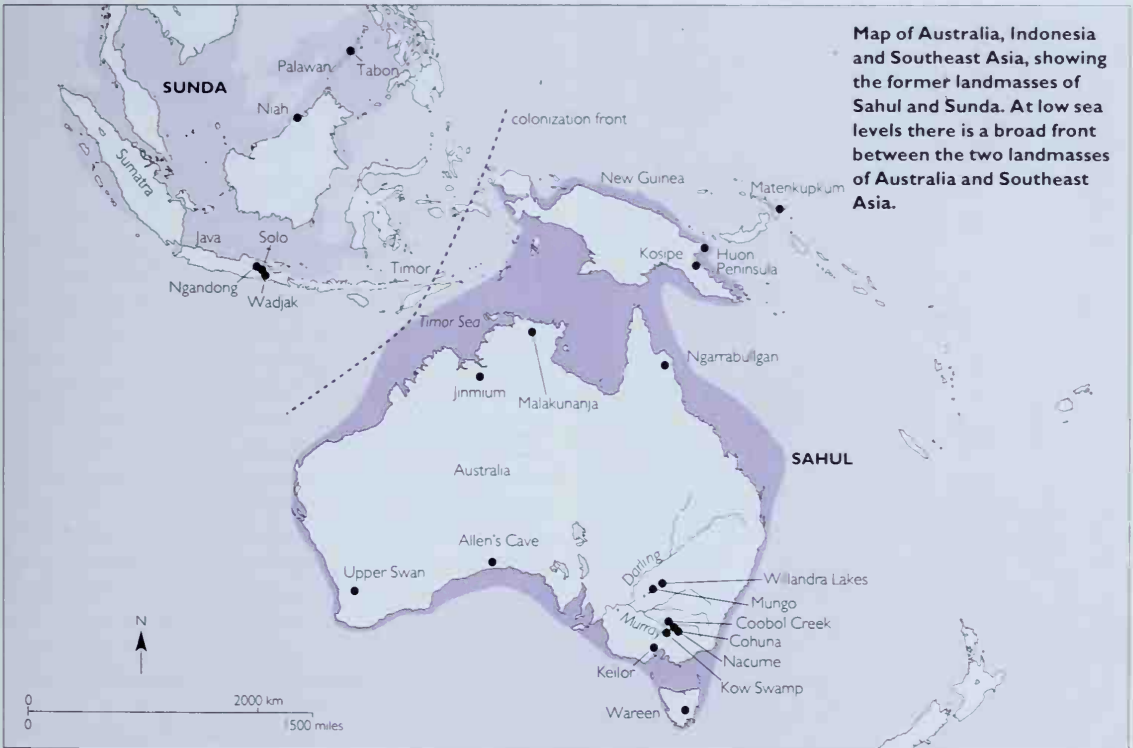 Map of Australia, Indonesia
and Southeast Asia, showing
the former landmasses of
Sahul and Sunda. At low sea
levels there is a broad front
between the two landmasses
of Australia and Southeast
Asia.
Palawan
Tabon
SUNDA
Niah
colonization front
Sumatra
New Guinea
Matenkupkum
Java
Solo
Kosipe
Huon
Peninsula
Timor
Ngandong
Wadjak
Timor Sea
Ngarrabullgan
Jinmium
Malakunanja
SAHUL
Australia
Allen's Cave
Darling
Upper Swan
Willandra Lakes
Mungo
Murray
Coobol Creek
Cohuna
N
Nacume
Keilor
Kow Swamp
0
2000 km
0
1500 miles
Wareen